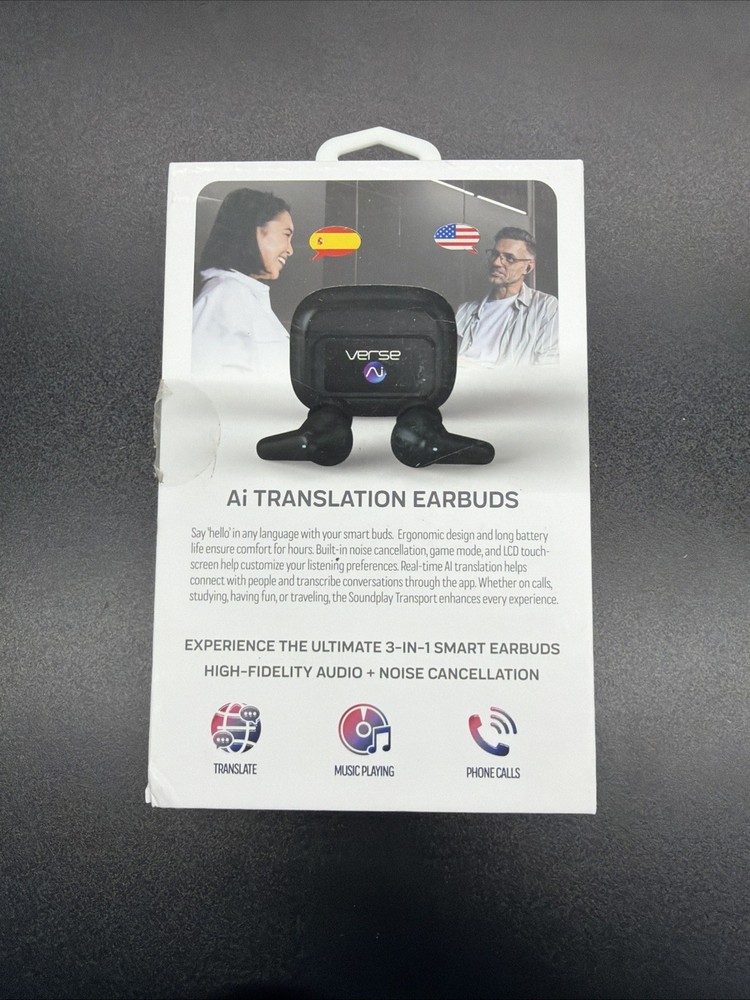 verse
Ai
Ai TRANSLATION EARBUDS
Say 'hello' in any language with your smart buds. Ergonomic design and long battery
life ensure comfort for hours. Built-in noise cancellation, game mode, and LCD touch-
screen help customize your listening preferences. Real-time AI translation helps
connect with people and transcribe conversations through the app. Whether on calls,
studying, having fun, or traveling, the Soundplay Transport enhances every experience.
EXPERIENCE THE ULTIMATE 3-IN-1 SMART EARBUDS
HIGH-FIDELITY AUDIO + NOISE CANCELLATION
TRANSLATE
MUSIC PLAYING
PHONE CALLS